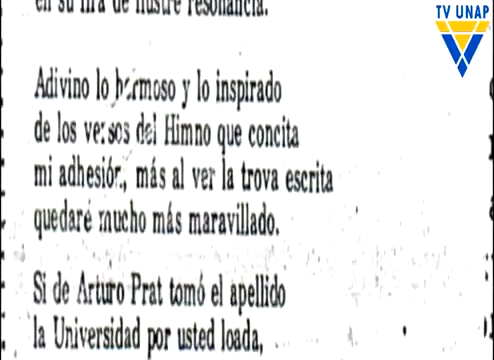 en su lira de ilustre resonancia.
TV UNAP
Adivino lo hermoso y lo inspirado
de los versos del Himno que concita
mi adhesión, más al ver la trova escrita
quedaré mucho más maravillado.
Si de Arturo Prat tomó el apellido
la Universidad por usted loada,